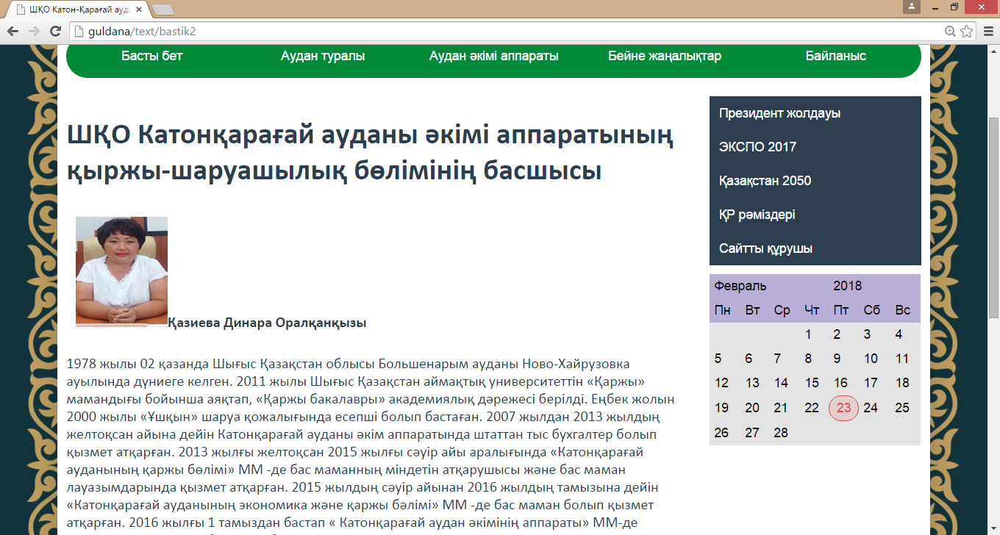 ШҚО Катон-Қарағай ауда
guldana/text/bastik2
Басты бет Аудан туралы Аудан әкімі аппараты Бейне жаңалықтар Байланыс
ШҚО Катонқарағай ауданы әкімі аппаратының
қыржы-шаруашылық бөлімінің басшысы
Қазиева Динара Оралқанқызы
1978 жылы 02 қазанда Шығыс Қазақстан облысы Большенарым ауданы Ново-Хайрузовка
ауылында дүниеге келген. 2011 жылы Шығыс Қазақстан аймақтық университеттін «Қаржы»
мамандығы бойынша аяқтап, «Қаржы бакалавры» академиялық дәрежесі берілді. Еңбек жолын
2000 жылы «Ұшқын» шаруа қожалығында есепші болып бастаған. 2007 жылдан 2013 жылдың
желтоқсан айына дейін Катонқарағай ауданы әкім аппаратында штаттан тыс бухгалтер болып
қызмет атқарған. 2013 жылғы желтоқсан 2015 жылғы сәуір айы аралығында «Катонқарағай
ауданының қаржы бөлімі» ММ -де бас маманның міндетін атқарушысы және бас маман
лауазымдарында қызмет атқарған. 2015 жылдың сәуір айынан 2016 жылдың тамызына дейін
«Катонқарағай ауданының экономика және қаржы бәлімі» ММ -де бас маман болып қызмет
атқарған. 2016 жылғы 1 тамыздан бастап « Катонқарағай аудан әкімінің аппараты» ММ-де
Президент жолдауы
ЭКСПО 2017
Қазақстан 2050
ҚР рәміздері
Сайтты құрушы
Февраль 2018
Пн Вт Ср Чт Пт Сб Вс
1 2 3 4
5 6 7 8 9 10 11
12 13 14 15 16 17 18
19 20 21 22 23 24 25
26 27 28